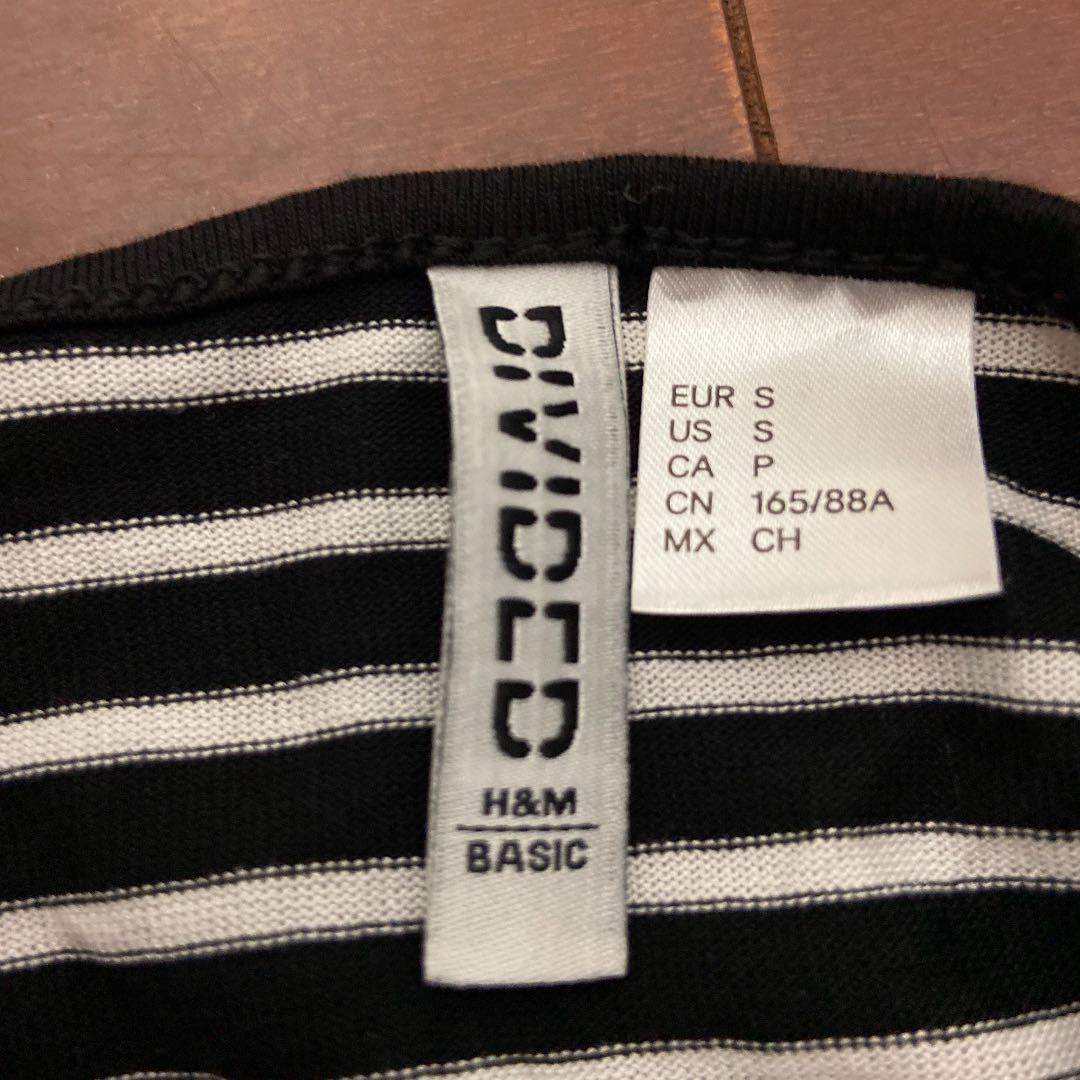 DIVIDED
H&M
BASIC
EUR S
US S
CA P
CN 165/88A
MX CH